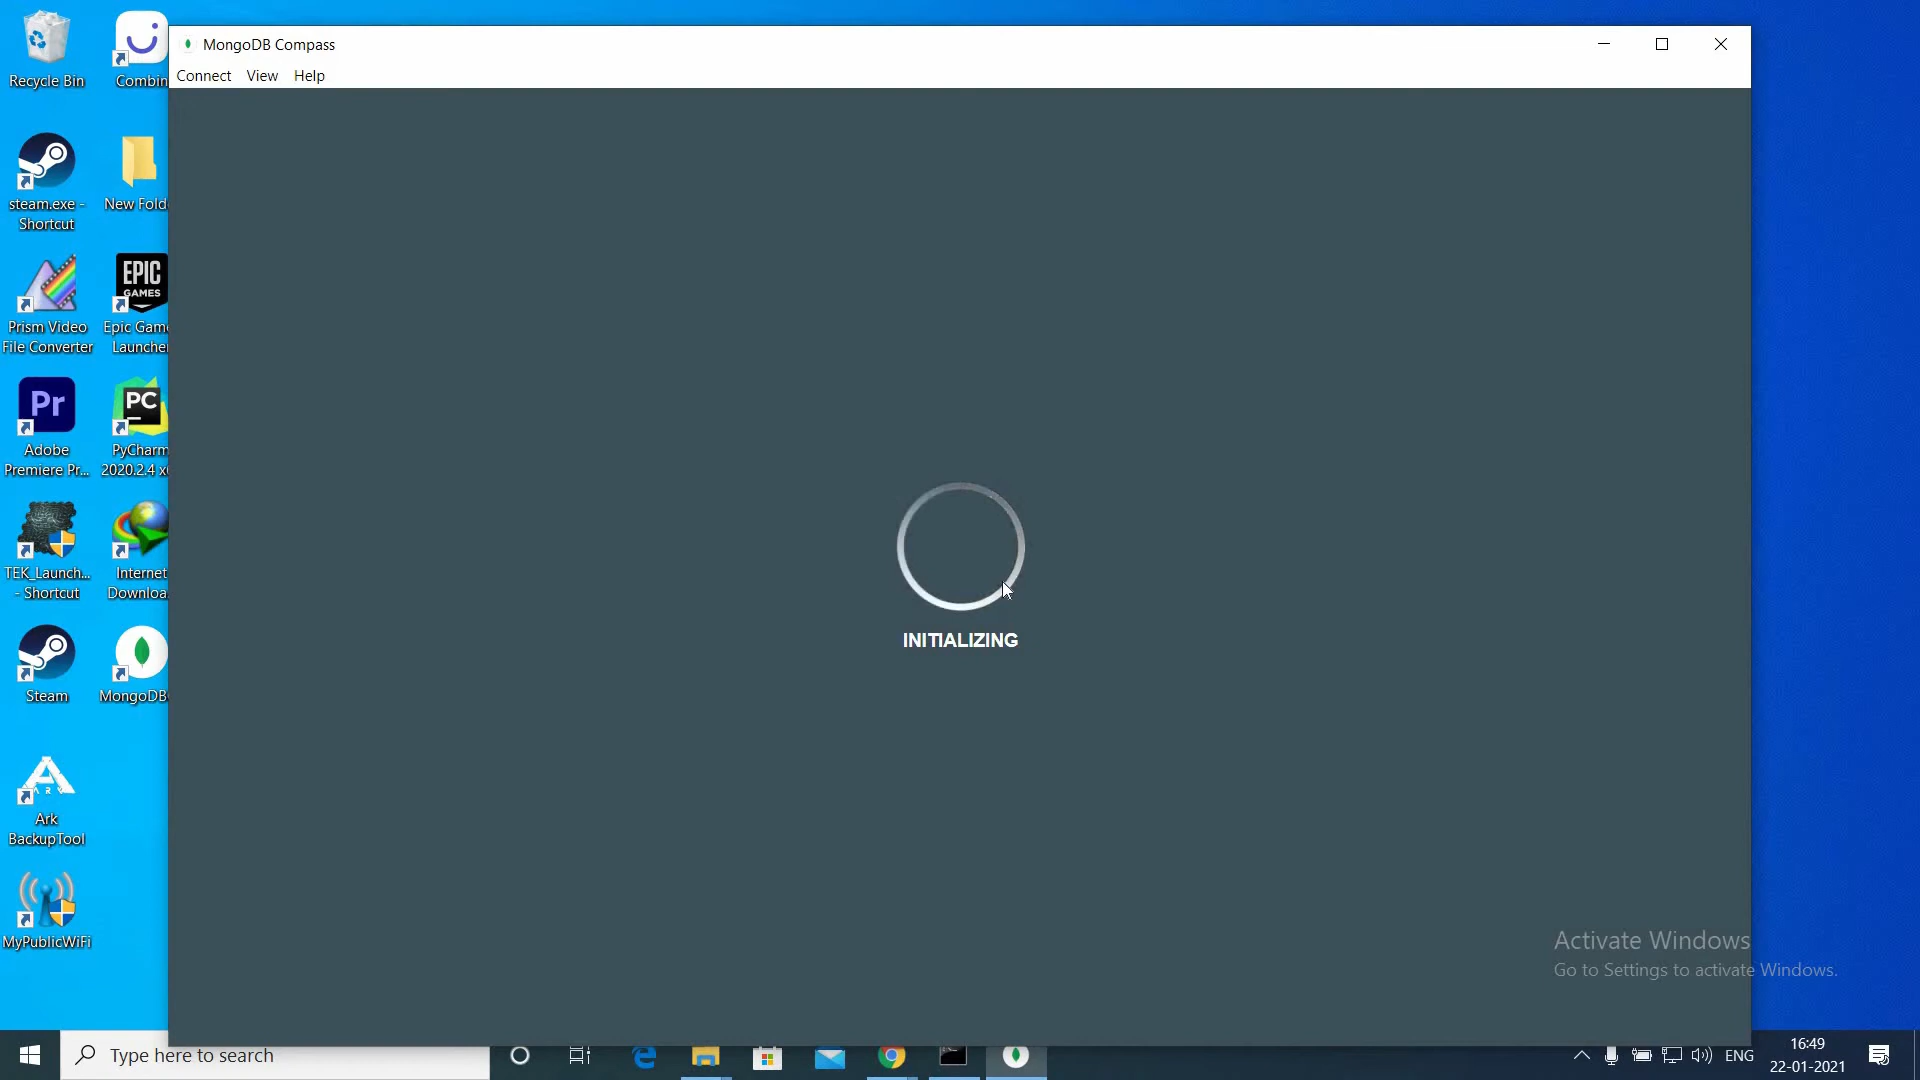 MongoDB Compass
Connect View Help
Recycle Bin
Combin
steam.exe -
Shortcut
New Fold
Prism Video
File Converter
EPIC
GAMES
Epic Gam
Launche
Pr
Adobe
Premiere Pr...
PC
PyCharm
2020.2.4 x
TEK_Launch...
- Shortcut
Internet
Downloa
Steam
MongoDB
ARK
Ark
BackupTool
MyPublicWiFi
INITIALIZING
Activate Windows
Go to Settings to activate Windows.
Type here to search
ENG
16:49
22-01-2021